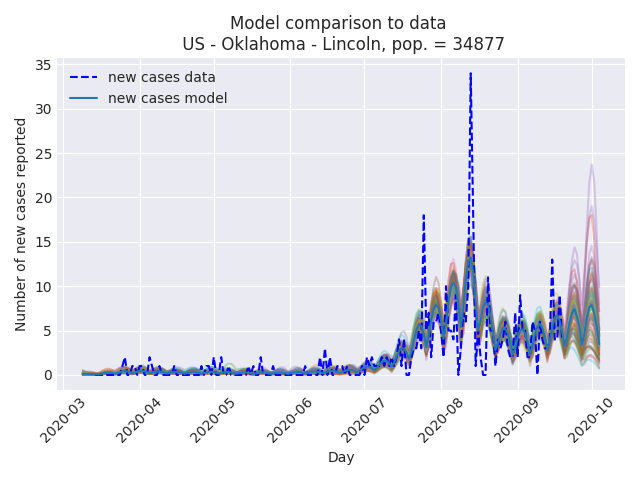 Model comparison to data
US - Oklahoma - Lincoln, pop. = 34877
Number of new cases reported
35
30
25
20
15
10
5
0
new cases data
new cases model
2020-03
2020-04
2020-05
2020-06
2020-07
2020-08
2020-09
2020-10
Day